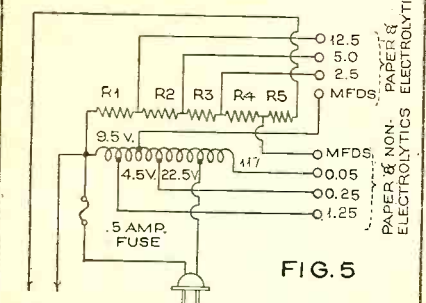 12.5
5.0
2.5
R1 R2 R3 R4 R5
MFDS.
PAPER &
ELECTROLYTI
9.5 V.
MFDS.
4.5V. 22.5V 117
0.05
0.25
1.25
PAPER & NON-
ELECTROLYTICS
.5 AMP.
FUSE
FIG. 5